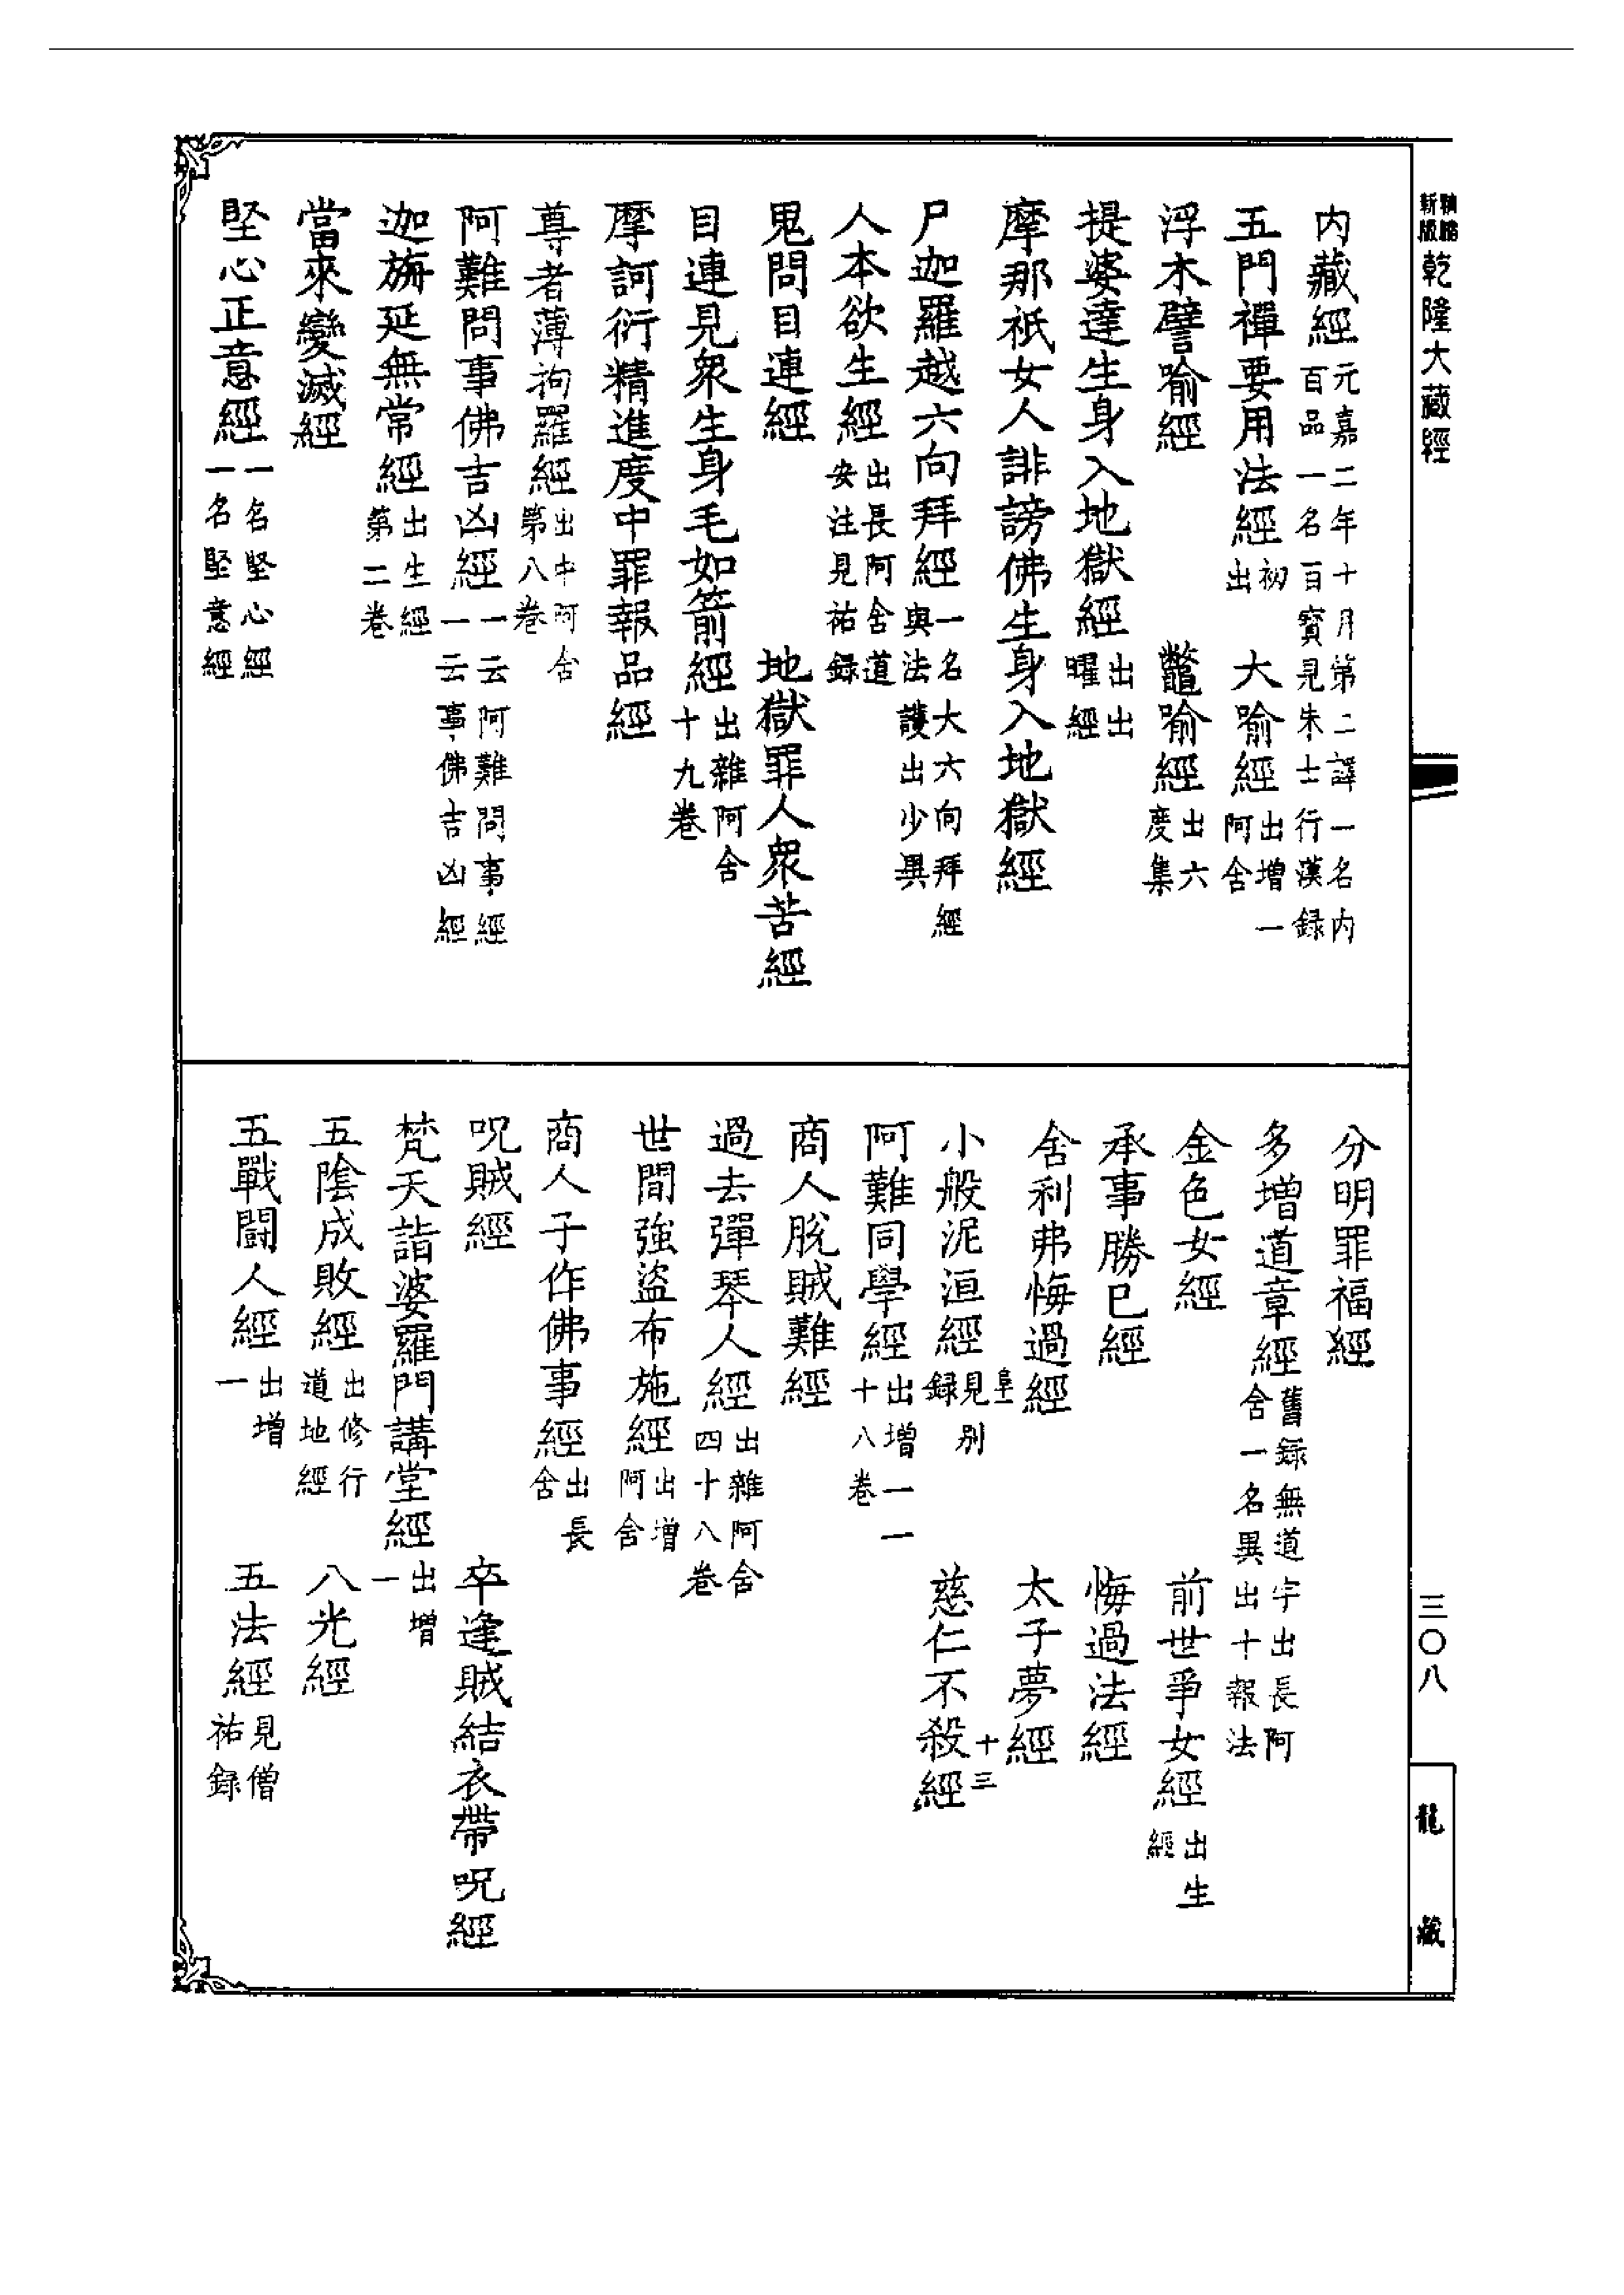 新版乾隆大藏經
內藏經元嘉二年十月第二譯一名內百品一名百寶見朱士行漢錄
五門禪要用法經初出 大喻經出增一阿含
浮木譬喻經 鼈喻經出六度集
提婆達生身入地獄經出出曜經
摩那祇女人誹謗佛生身入地獄經
尸迦羅越六向拜經一名大六向拜經與法護出少異
人本欲生經出長阿含道安注見祐錄
鬼問目連經 地獄罪人衆苦經
目連見衆生身毛如箭經出雜阿含十九卷
摩訶衍精進度中罪報品經
尊者薄拘羅經出中阿含第八卷
阿難問事佛吉凶經一云阿難問事經一云事佛吉凶經
迦旃延無常經出生經第二卷
當來變滅經
堅心正意經一名堅心經一名堅意經
分明罪福經
多增道章經舊錄無道字出長阿含一名異出十報法
金色女經 前世爭女經出生經
承事勝已經 悔過法經
舍利弗悔過經 太子夢經
小般泥洹經見別錄 慈仁不殺經
十三
阿難同學經出增一一十八卷
商人脫賊難經
過去彈琴人經出雜阿含四十八卷
世間強盜布施經出增阿含
商人子作佛事經出長含
呪賊經 卒逢賊結衣帶呪經
梵天詣婆羅門講堂經出增一
五陰成敗經出修行道地經 八光經
五戰鬪人經出增一 五法經見僧祐錄
三〇八
龍藏